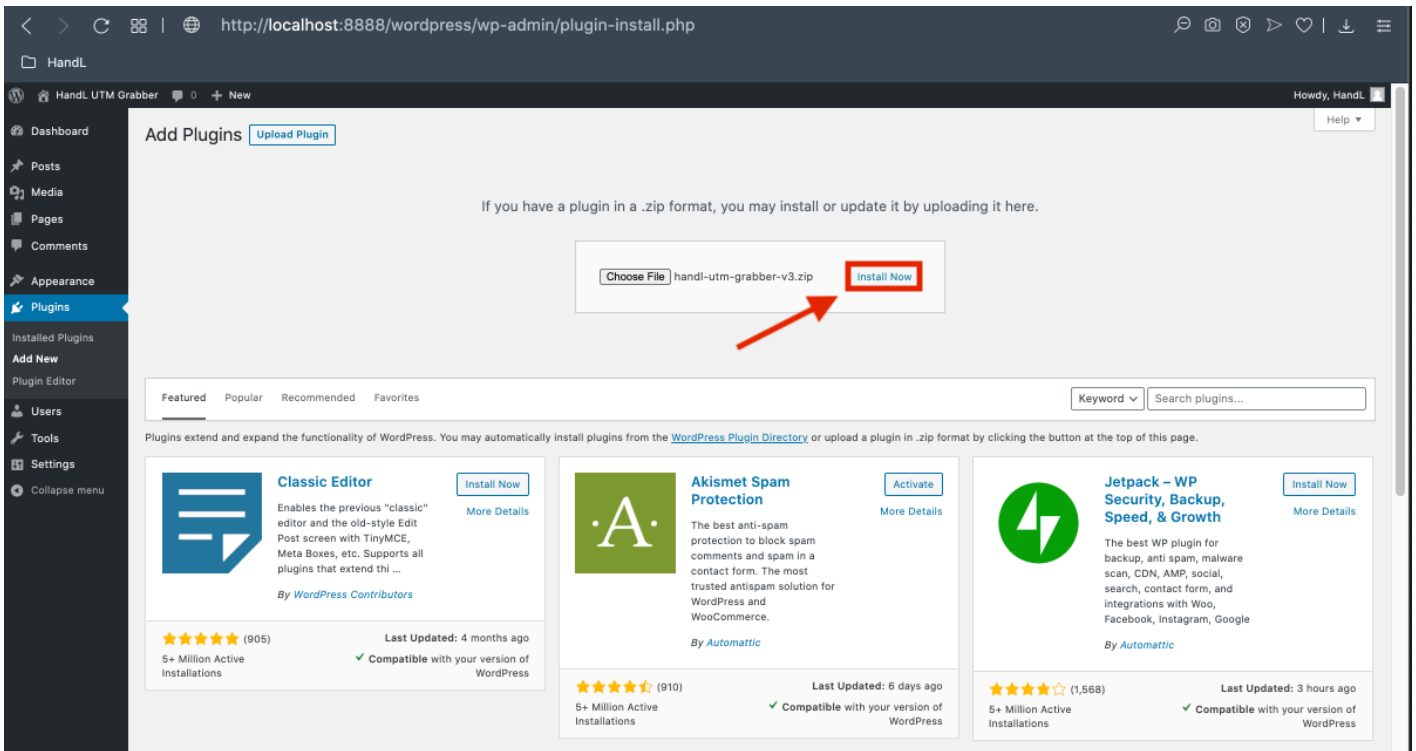 http://localhost:8888/wordpress/wp-admin/plugin-install.php
HandL
HandL UTM Grabber 0 + New Howdy, HandL
Help ▼
Dashboard
Posts
Media
Pages
Comments
Appearance
Plugins
Installed Plugins
Add New
Plugin Editor
Users
Tools
Settings
Collapse menu
Add Plugins Upload Plugin
If you have a plugin in a .zip format, you may install or update it by uploading it here.
Choose File handl-utm-grabber-v3.zip Install Now
Featured Popular Recommended Favorites Keyword Search plugins...
Plugins extend and expand the functionality of WordPress. You may automatically install plugins from the WordPress Plugin Directory or upload a plugin in .zip format by clicking the button at the top of this page.
Classic Editor
Install Now
More Details
Enables the previous "classic"
editor and the old-style Edit
Post screen with TinyMCE,
Meta Boxes, etc. Supports all
plugins that extend thi ...
By WordPress Contributors
(905)
5+ Million Active
Installations
Last Updated: 4 months ago
✓ Compatible with your version of
WordPress
·A·
Akismet Spam
Protection
Activate
More Details
The best anti-spam
protection to block spam
comments and spam in a
contact form. The most
trusted antispam solution for
WordPress and
WooCommerce.
By Automattic
(910)
5+ Million Active
Installations
Last Updated: 6 days ago
✓ Compatible with your version of
WordPress
Jetpack – WP
Security, Backup,
Speed, & Growth
Install Now
More Details
The best WP plugin for
backup, anti spam, malware
scan, CDN, AMP, social,
search, contact form, and
integrations with Woo,
Facebook, Instagram, Google
By Automattic
(1,568)
5+ Million Active
Installations
Last Updated: 3 hours ago
✓ Compatible with your version of
WordPress